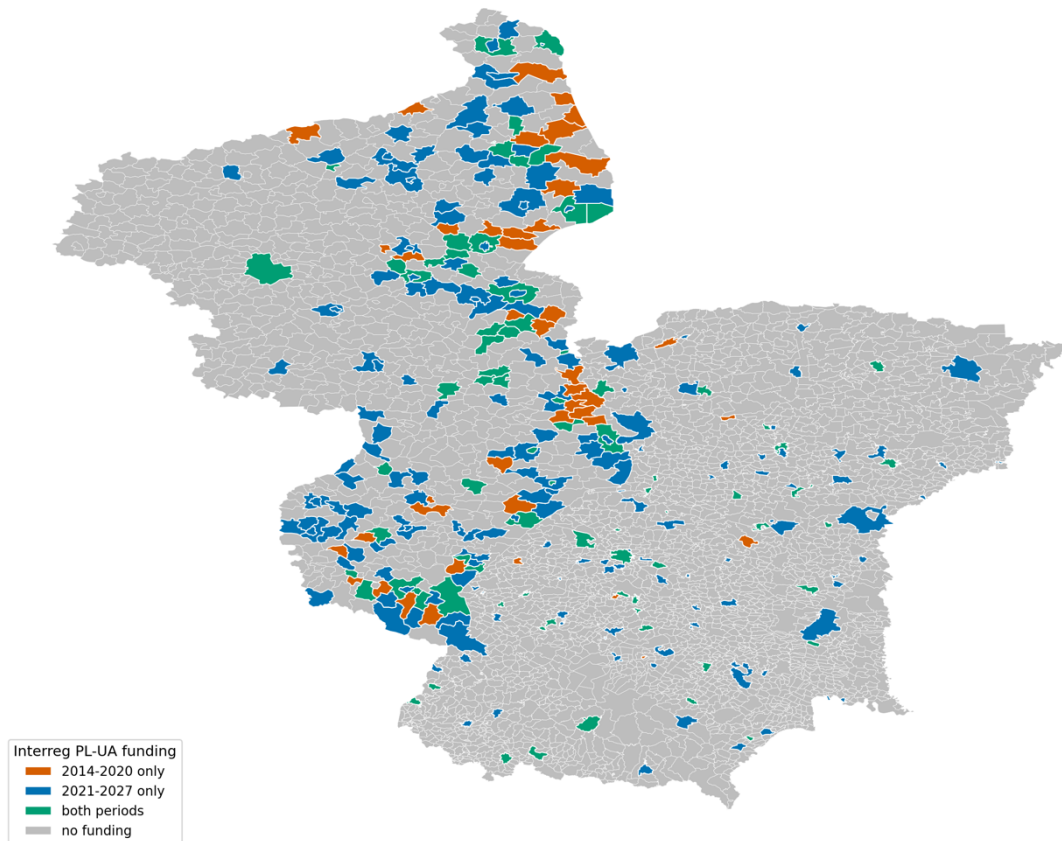 Interreg PL-UA funding
2014-2020 only
2021-2027 only
both periods
no funding